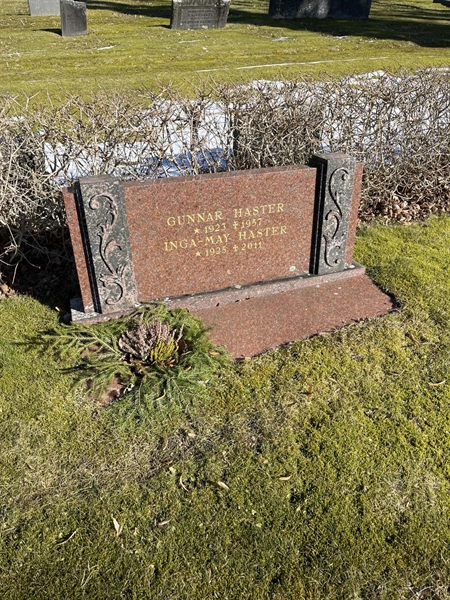 GUNNAR HASTER
★ 1923 ✝ 1957
INGA-MAY HASTER
★ 1925 ✝ 2011